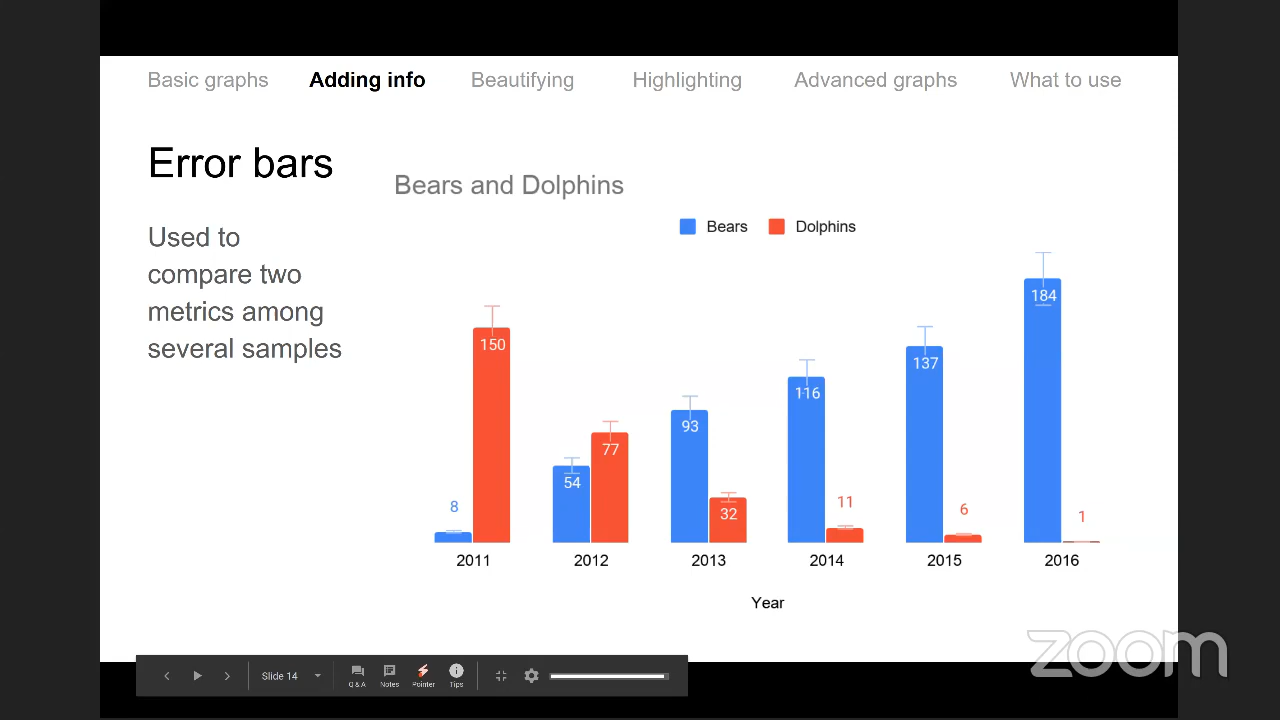 Basic graphs Adding info Beautifying Highlighting Advanced graphs What to use
Error bars
Used to
compare two
metrics among
several samples
Bears and Dolphins
Bears Dolphins
184
150
137
116
93
77
54
32
8
11
6
1
2011 2012 2013 2014 2015 2016
Year
Slide 14
Q & A Notes Pointer Tips
zoom